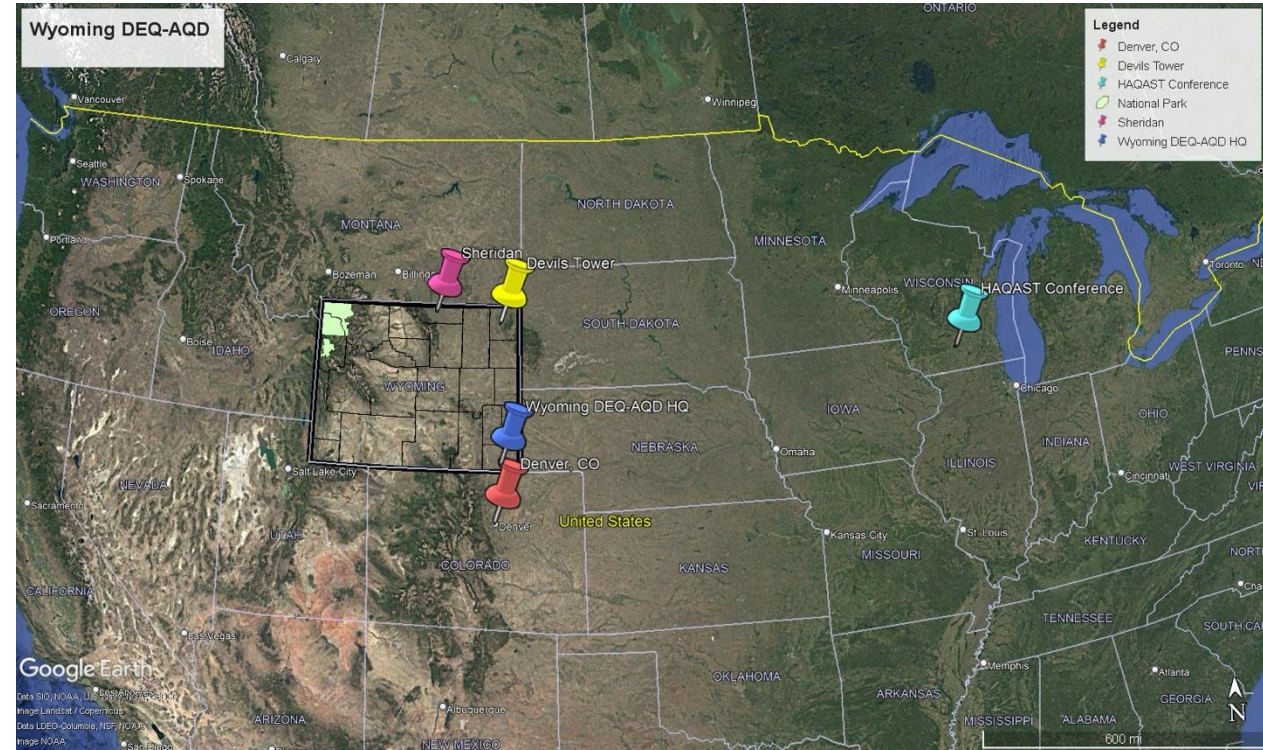 Wyoming DEQ-AQD
Legend
Denver, CO
Devils Tower
HAQAST Conference
National Park
Sheridan
Wyoming DEQ-AQD HQ
ONTARIO
Calgary
Vancouver
Winnipeg
Seattle
WASHINGTON
Spokane
MONTANA
NORTH DAKOTA
Portland
MINNESOTA
Sheridan
Devils Tower
Bozeman
Minneapolis
WISCONSIN
HAQAST Conference
Toronto
OREGON
SOUTH DAKOTA
Boise
IDAHO
WYOMING
Chicago
Wyoming DEQ-AQD HQ
IOWA
OHIO
NEBRASKA
INDIANA
Omaha
Salt Lake City
Denver, CO
ILLINOIS
WEST VIRGINIA
Cincinnati
NEVADA
Sacramento
Denver
United States
UTAH
St. Louis
Kansas City
KENTUCKY
MISSOURI
COLORADO
KANSAS
CALIFORNIA
TENNESSEE
Las Vegas
Google Earth
Memphis
Atlanta
OKLAHOMA
ARKANSAS
GEORGIA
Image Landsat / Copernicus
Data LDEO-Columbia, NSF, NOAA
Image NOAA
Albuquerque
ARIZONA
MISSISSIPPI
ALABAMA
N
NEW MEXICO
600 mi